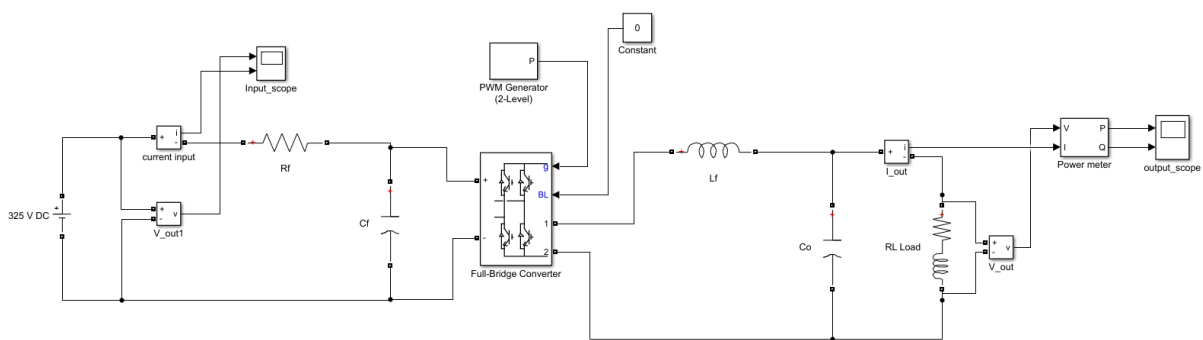 0
Constant
P
PWM Generator
(2-Level)
Input_scope
+ i
-
current input
+
Rf
+
325 V DC
+ v
-
V_out1
+
Cf
+
-
g
BL
1
2
Full-Bridge Converter
+
Lf
+ i
-
I_out
V P
I Q
Power meter
output_scope
+
Co
+
RL Load
+ v
-
V_out